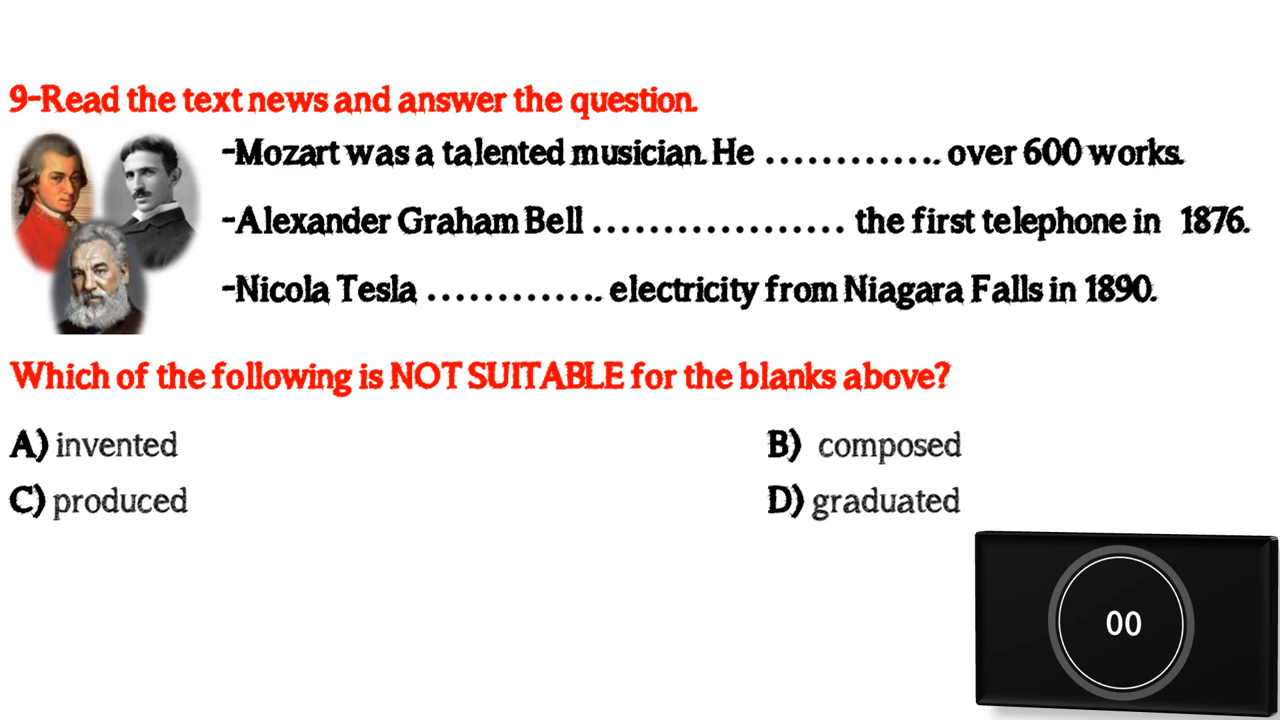 9-Read the text news and answer the question.
-Mozart was a talented musician. He …………. over 600 works.
-Alexander Graham Bell ……………… the first telephone in 1876.
-Nicola Tesla …………. electricity from Niagara Falls in 1890.
Which of the following is NOT SUITABLE for the blanks above?
A) invented B) composed
C) produced D) graduated
00